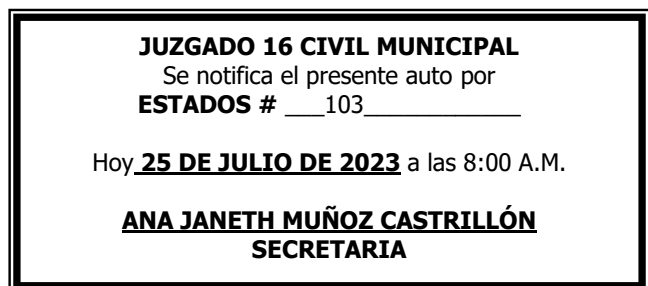 JUZGADO 16 CIVIL MUNICIPAL
Se notifica el presente auto por
ESTADOS # ___103____________
Hoy 25 DE JULIO DE 2023 a las 8:00 A.M.
ANA JANETH MUÑOZ CASTRILLÓN
SECRETARIA